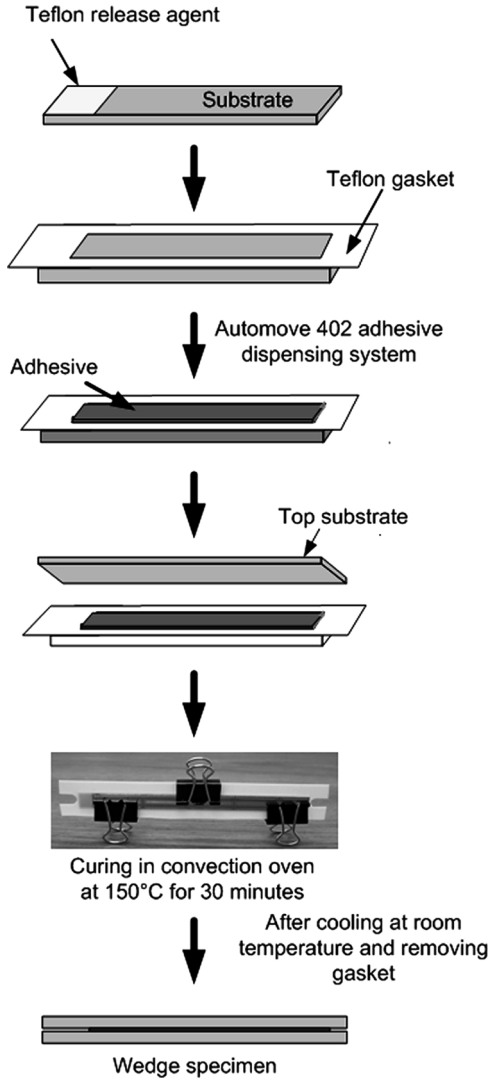 Teflon release agent
Substrate
Teflon gasket
Automove 402 adhesive
dispensing system
Adhesive
Top substrate
Curing in convection oven
at 150°C for 30 minutes
After cooling at room
temperature and removing
gasket
Wedge specimen